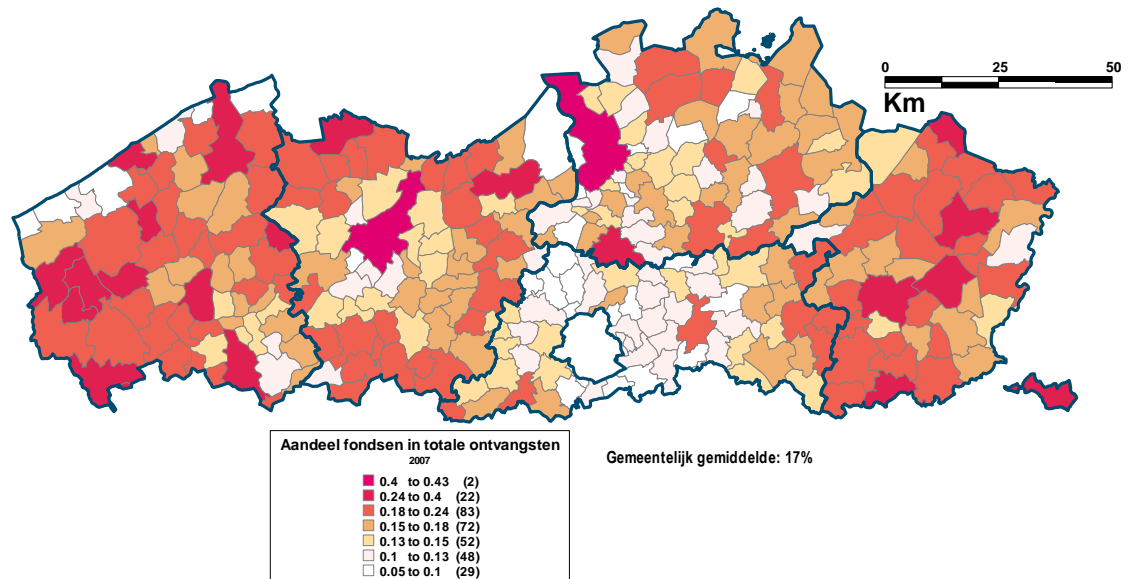 0 25 50
Km
Aandeel fondsen in totale ontvangsten
2007
0.4 to 0.43 (2)
0.24 to 0.4 (22)
0.18 to 0.24 (83)
0.15 to 0.18 (72)
0.13 to 0.15 (52)
0.1 to 0.13 (48)
0.05 to 0.1 (29)
Gemeentelijk gemiddelde: 17%